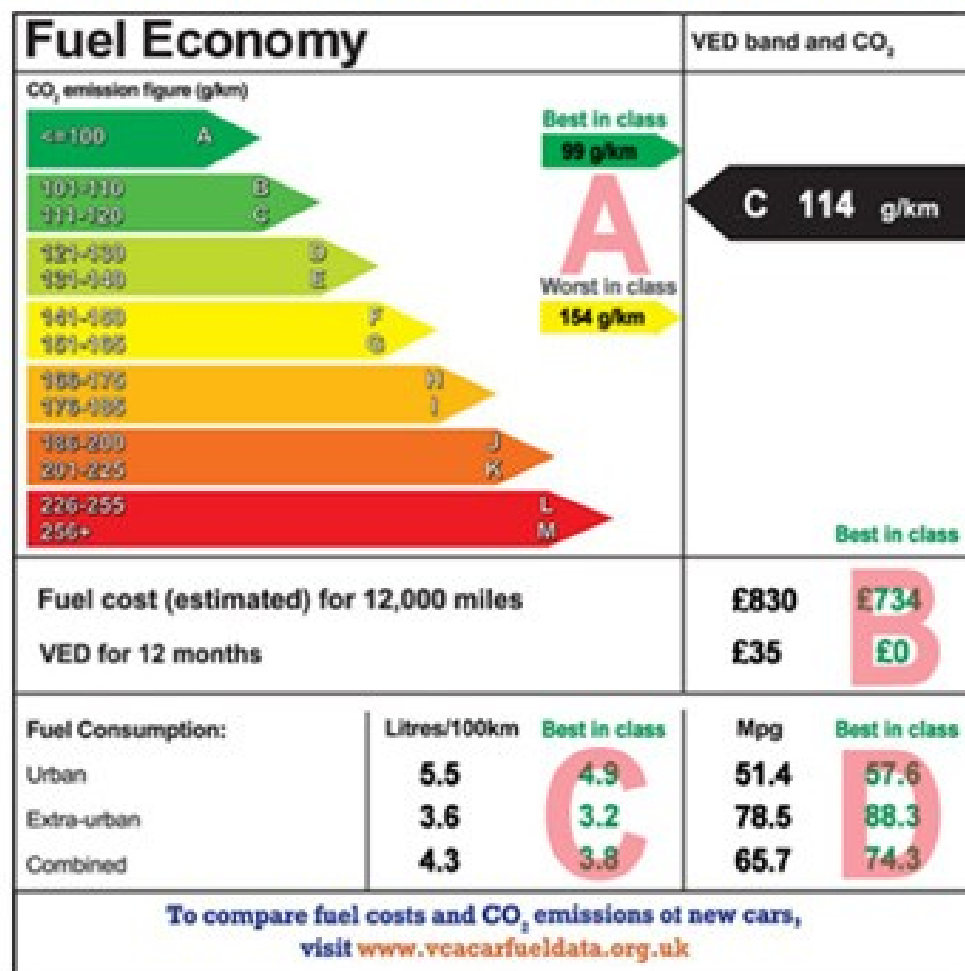 Fuel Economy
VED band and CO₂
CO₂ emission figure (g/km)
<=100 A
101-110 B
111-120 C
121-130 D
131-140 E
141-150 F
151-165 G
166-175 H
176-185 I
186-200 J
201-225 K
226-255 L
256+ M
Best in class
99 g/km
A
Worst in class
154 g/km
C 114 g/km
Best in class
Fuel cost (estimated) for 12,000 miles £830 £734
VED for 12 months £35 £0
B
Fuel Consumption: Litres/100km Best in class Mpg Best in class
Urban 5.5 4.9 51.4 57.6
Extra-urban 3.6 3.2 78.5 88.3
Combined 4.3 3.8 65.7 74.3
C D
To compare fuel costs and CO₂ emissions ot new cars,
visit www.vcacarfueldata.org.uk